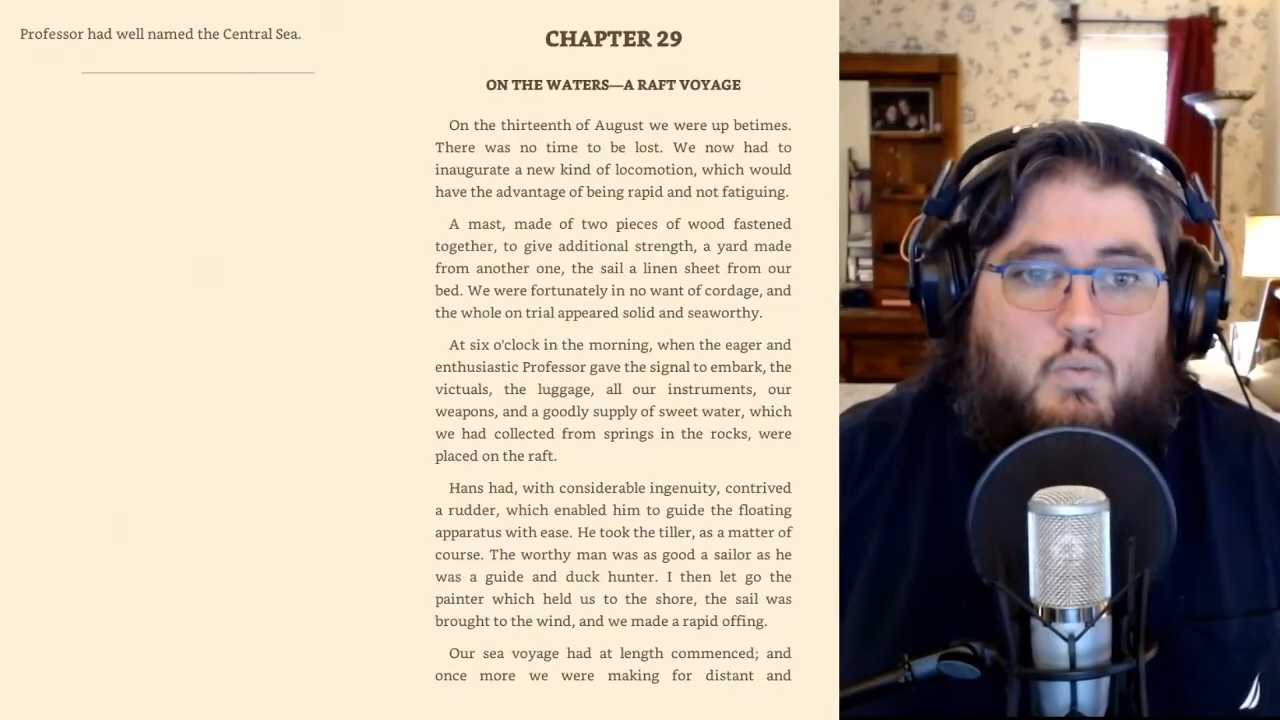 Professor had well named the Central Sea.
CHAPTER 29
ON THE WATERS—A RAFT VOYAGE
On the thirteenth of August we were up betimes.
There was no time to be lost. We now had to
inaugurate a new kind of locomotion, which would
have the advantage of being rapid and not fatiguing.
A mast, made of two pieces of wood fastened
together, to give additional strength, a yard made
from another one, the sail a linen sheet from our
bed. We were fortunately in no want of cordage, and
the whole on trial appeared solid and seaworthy.
At six o'clock in the morning, when the eager and
enthusiastic Professor gave the signal to embark, the
victuals, the luggage, all our instruments, our
weapons, and a goodly supply of sweet water, which
we had collected from springs in the rocks, were
placed on the raft.
Hans had, with considerable ingenuity, contrived
a rudder, which enabled him to guide the floating
apparatus with ease. He took the tiller, as a matter of
course. The worthy man was as good a sailor as he
was a guide and duck hunter. I then let go the
painter which held us to the shore, the sail was
brought to the wind, and we made a rapid offing.
Our sea voyage had at length commenced; and
once more we were making for distant and